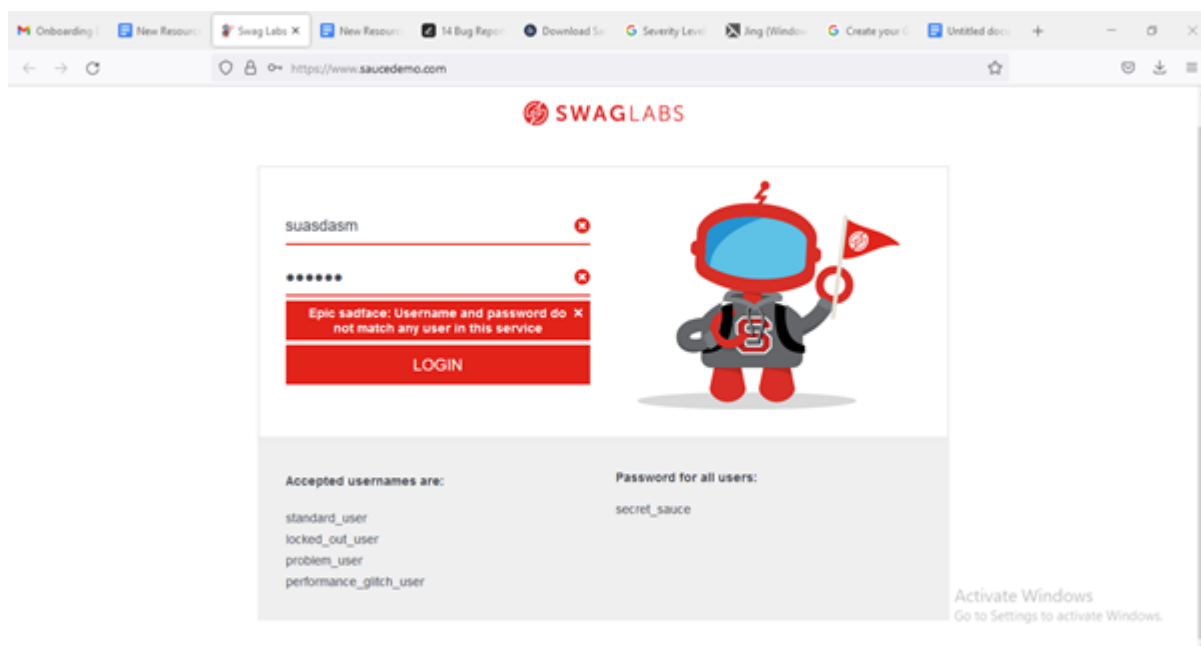 Onboarding
New Resourc
Swag Labs
New Resourc
14 Bug Repor
Download Se
Severity Level
Jing (Window
Create your G
Untitled docu
https://www.saucedemo.com
SWAGLABS
suasdasm
••••••
Epic sadface: Username and password do
not match any user in this service
LOGIN
S
Accepted usernames are:
Password for all users:
standard_user
secret_sauce
locked_out_user
problem_user
performance_glitch_user
Activate Windows
Go to Settings to activate Windows.